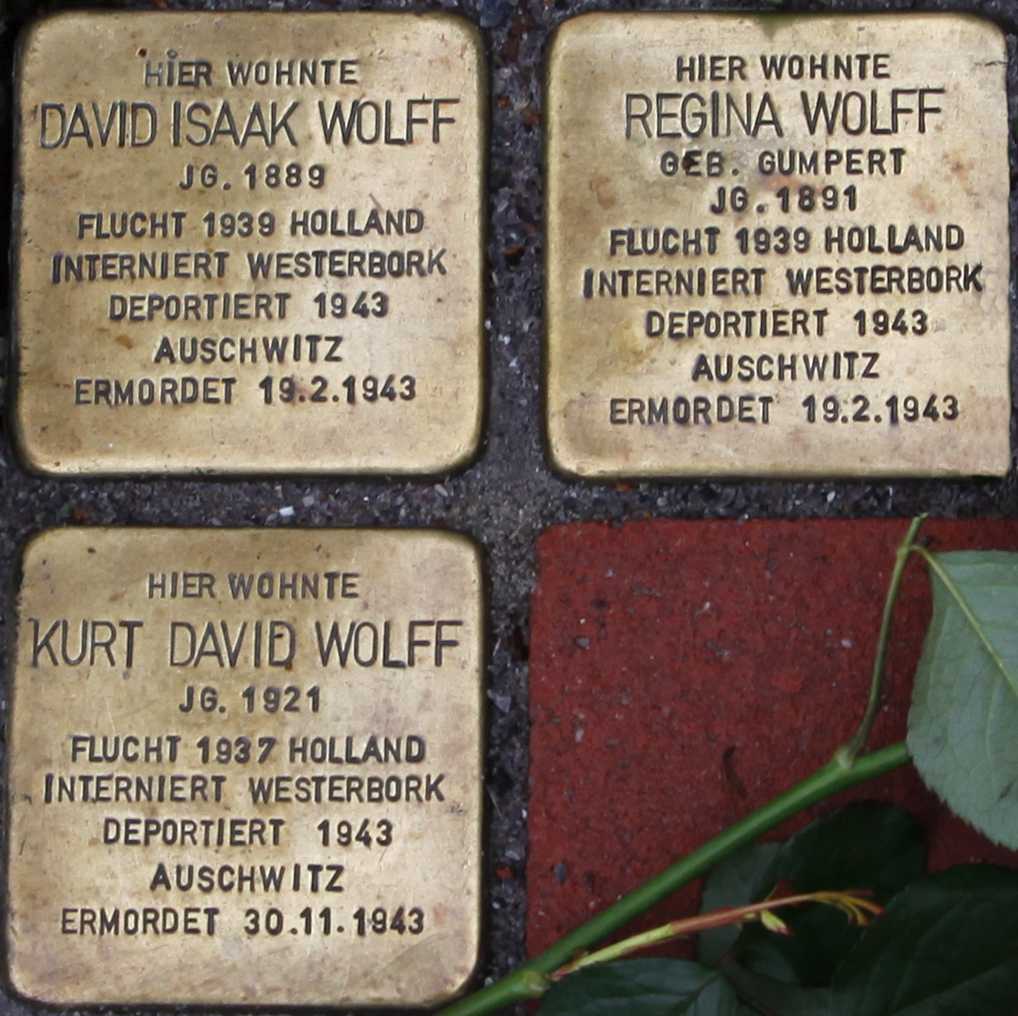 HIER WOHNTE
DAVID ISAAK WOLFF
JG. 1889
FLUCHT 1939 HOLLAND
INTERNIERT WESTERBORK
DEPORTIERT 1943
AUSCHWITZ
ERMORDET 19.2.1943
HIER WOHNTE
REGINA WOLFF
GEB. GUMPERT
JG. 1891
FLUCHT 1939 HOLLAND
INTERNIERT WESTERBORK
DEPORTIERT 1943
AUSCHWITZ
ERMORDET 19.2.1943
HIER WOHNTE
KURT DAVID WOLFF
JG. 1921
FLUCHT 1937 HOLLAND
INTERNIERT WESTERBORK
DEPORTIERT 1943
AUSCHWITZ
ERMORDET 30.11.1943